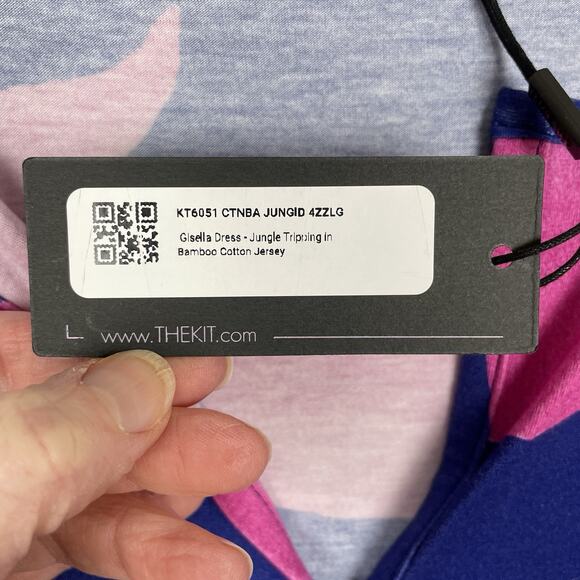 KT6051 CTNBA JUNGID 4ZZLG
Gisella Dress - Jungle Tripping in
Bamboo Cotton Jersey
www.THEKIT.com